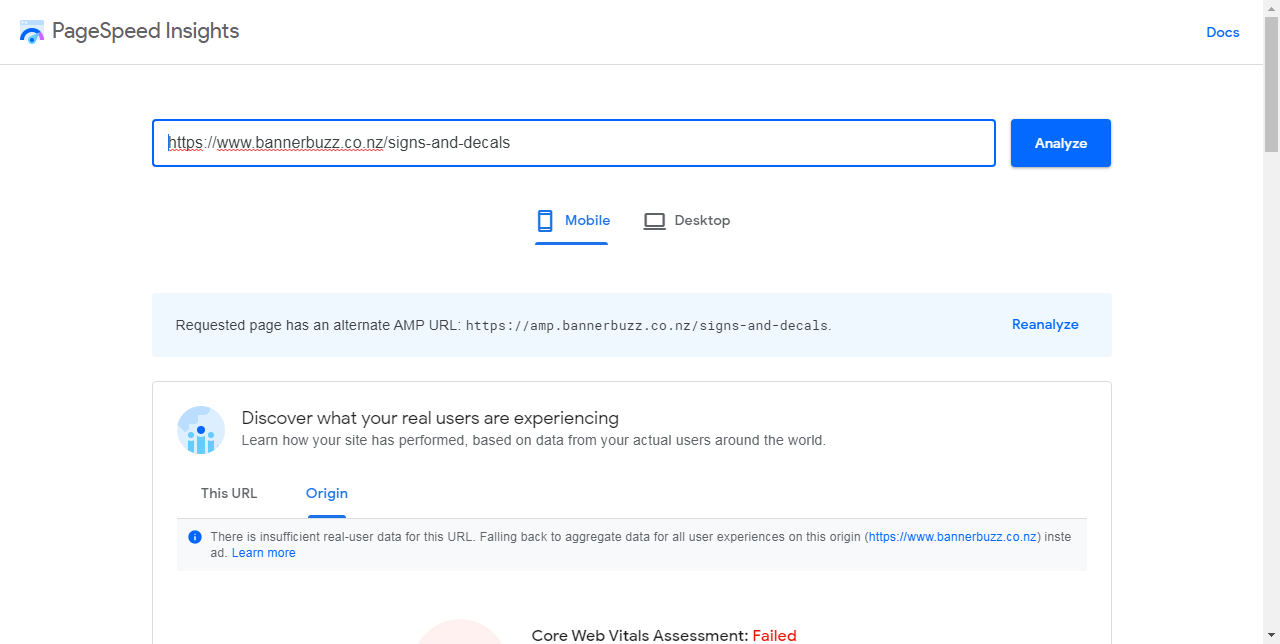 PageSpeed Insights
Docs
https://www.bannerbuzz.co.nz/signs-and-decals
Analyze
Mobile
Desktop
Requested page has an alternate AMP URL: https://amp.bannerbuzz.co.nz/signs-and-decals.
Reanalyze
Discover what your real users are experiencing
Learn how your site has performed, based on data from your actual users around the world.
This URL
Origin
There is insufficient real-user data for this URL. Falling back to aggregate data for all user experiences on this origin (https://www.bannerbuzz.co.nz) inste
ad. Learn more
Core Web Vitals Assessment: Failed